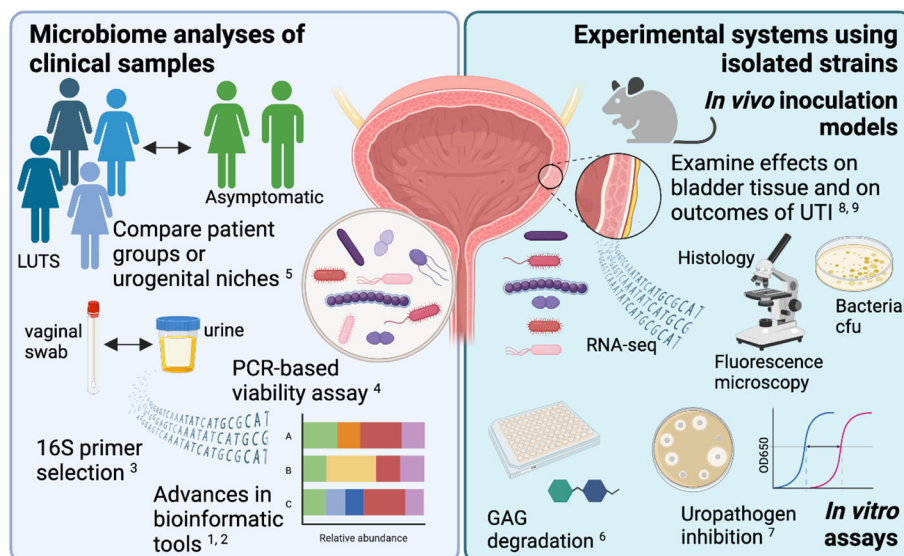 Microbiome analyses of
clinical samples
Asymptomatic
LUTS
Compare patient
groups or
urogenital niches 5
vaginal
swab
urine
PCR-based
viability assay 4
GGAGTCAAATATCATGCGCAT
16S primer
selection 3
Advances in
bioinformatic
tools 1, 2
A
B
C
Relative abundance
Experimental systems using
isolated strains
In vivo inoculation
models
Examine effects on
bladder tissue and on
outcomes of UTI 8, 9
Histology
Bacterial
cfu
RNA-seq
Fluorescence
microscopy
GAG
degradation 6
Uropathogen
inhibition 7
OD650
In vitro
assays